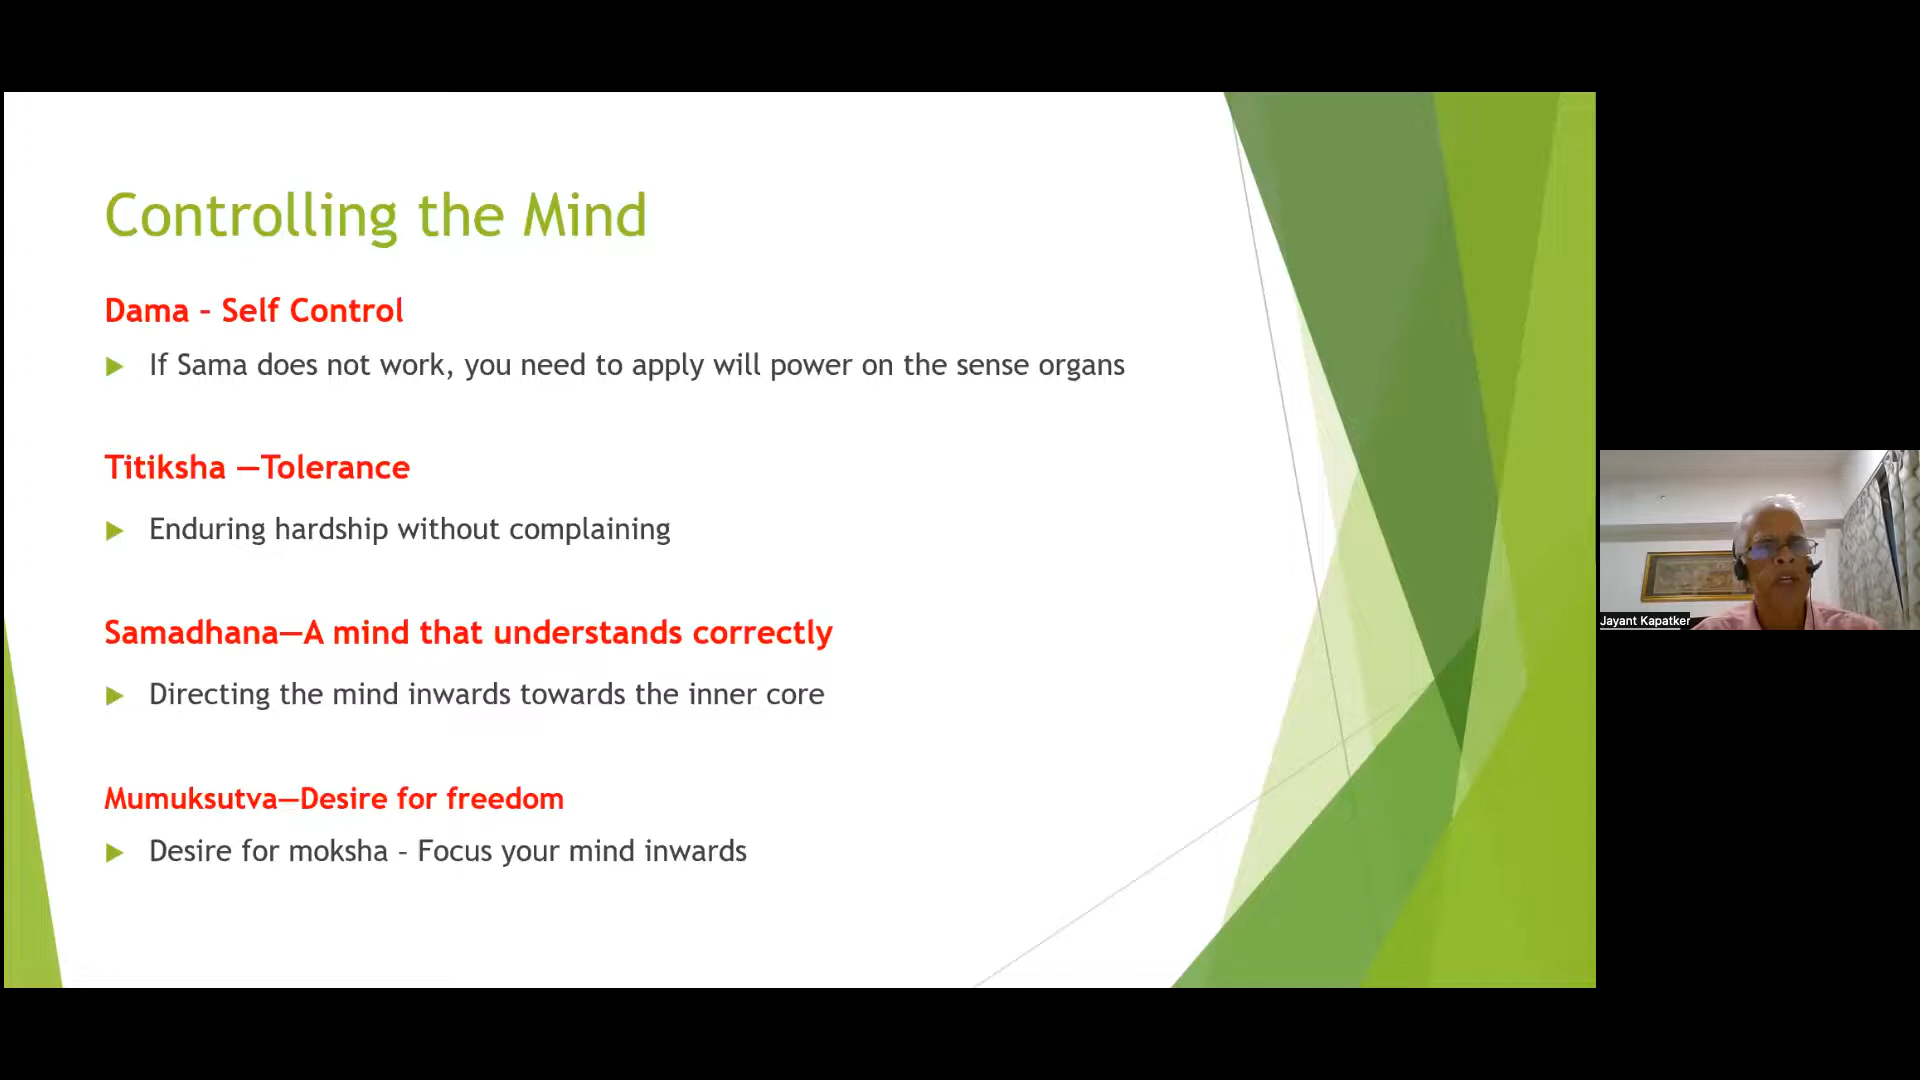 Controlling the Mind
Dama – Self Control
If Sama does not work, you need to apply will power on the sense organs
Titiksha —Tolerance
Enduring hardship without complaining
Samadhana—A mind that understands correctly
Directing the mind inwards towards the inner core
Mumuksutva—Desire for freedom
Desire for moksha – Focus your mind inwards
Jayant Kapatker